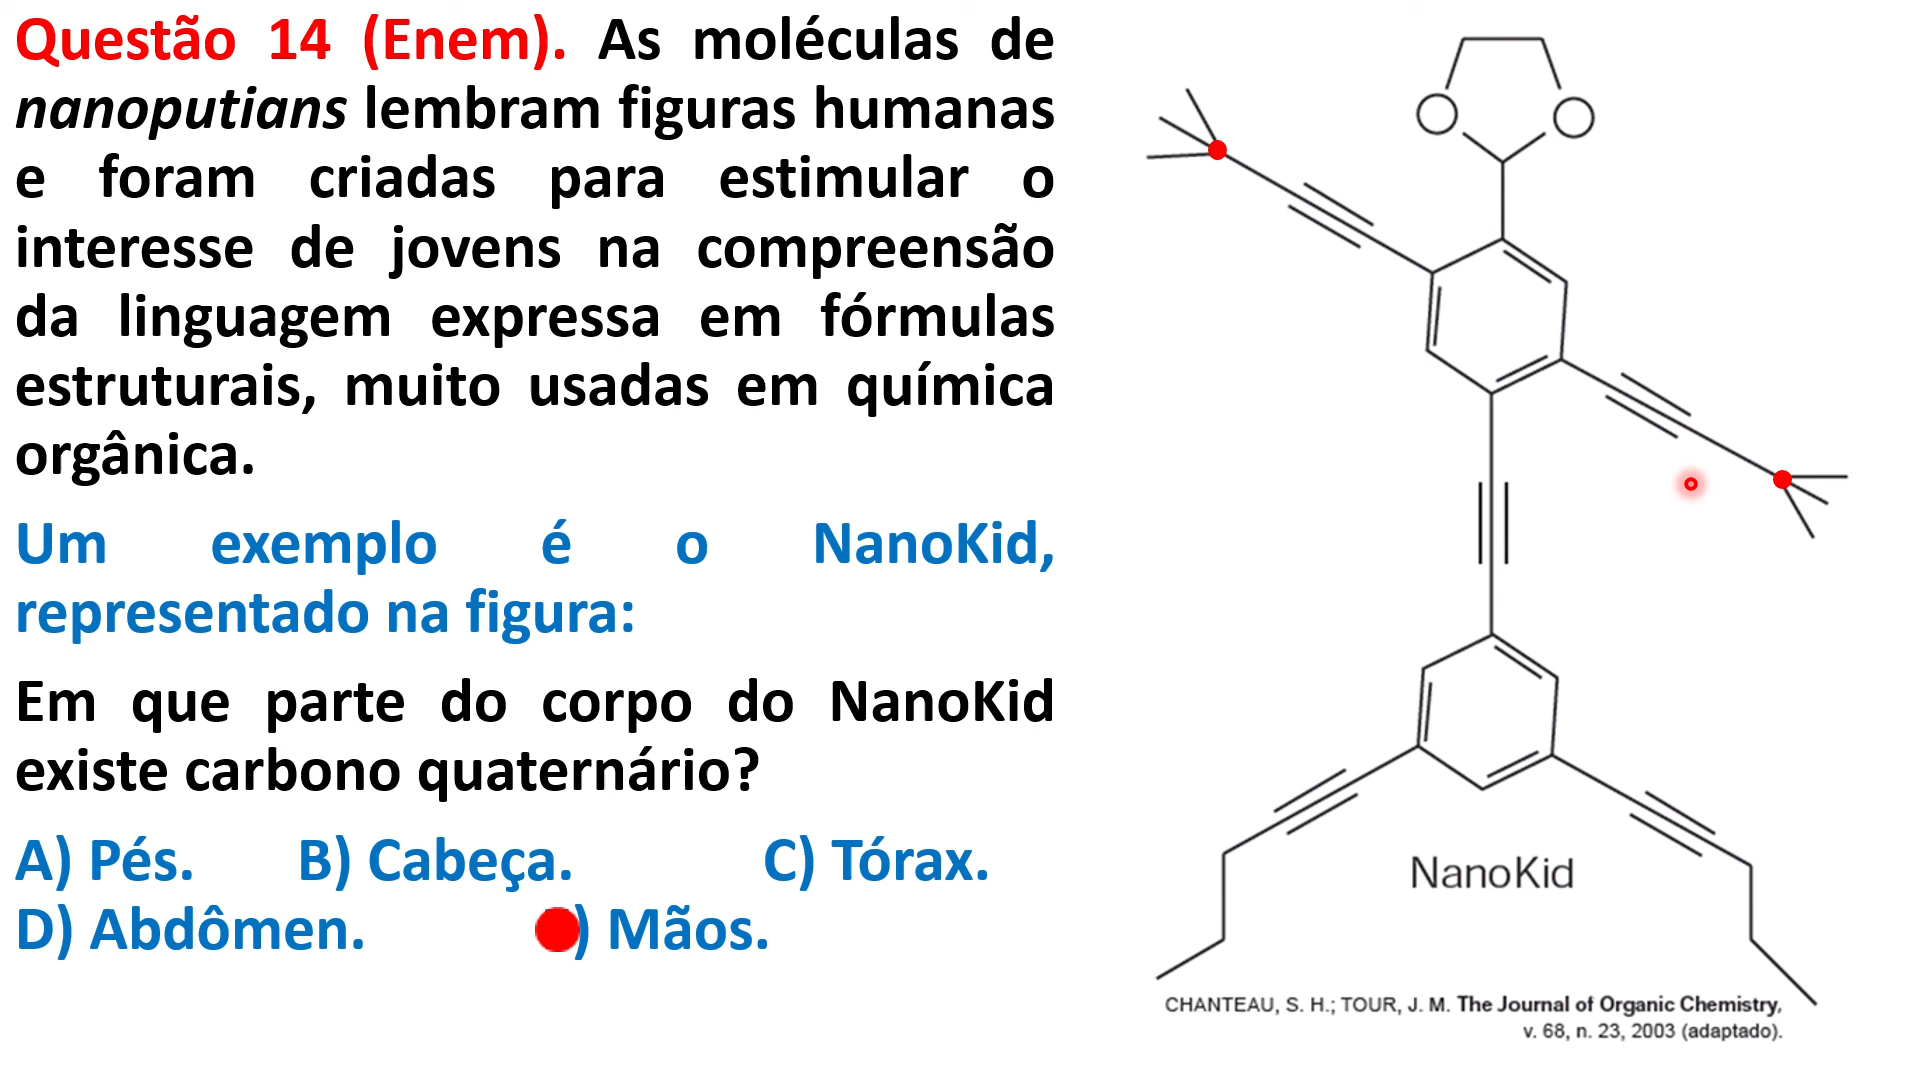 Questão 14 (Enem). As moléculas de
nanoputians lembram figuras humanas
e foram criadas para estimular o
interesse de jovens na compreensão
da linguagem expressa em fórmulas
estruturais, muito usadas em química
orgânica.
Um exemplo é o NanoKid,
representado na figura:
Em que parte do corpo do NanoKid
existe carbono quaternário?
A) Pés. B) Cabeça. C) Tórax.
D) Abdômen. ) Mãos.
O O
NanoKid
CHANTEAU, S. H.; TOUR, J. M. The Journal of Organic Chemistry,
v. 68, n. 23, 2003 (adaptado).